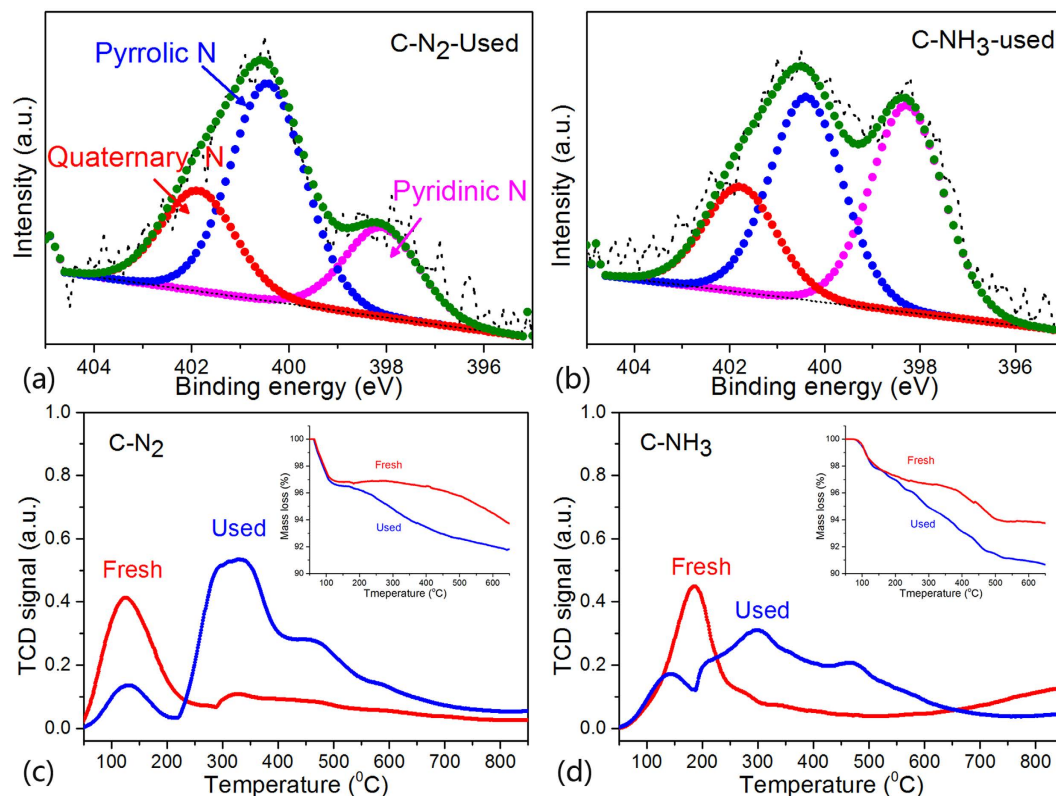 C-N2-Used
Pyrrolic N
Quaternary N
Pyridinic N
Intensity (a.u.)
404 402 400 398 396
Binding energy (eV)
(a)
C-NH3-used
Intensity (a.u.)
404 402 400 398 396
Binding energy (eV)
(b)
C-N2
Fresh
Used
TCD signal (a.u.)
1.0
0.8
0.6
0.4
0.2
0.0
100 200 300 400 500 600 700 800
Temperature (⁰C)
(c)
Fresh
Used
Mass loss (%)
100
98
96
94
92
90
100 200 300 400 500 600
Tmeperature (⁰C)
C-NH3
Fresh
Used
TCD signal (a.u.)
1.0
0.8
0.6
0.4
0.2
0.0
100 200 300 400 500 600 700 800
Temperature (⁰C)
(d)
Fresh
Used
Mass loss (%)
100
98
96
94
92
90
100 200 300 400 500 600
Tmeperature (⁰C)